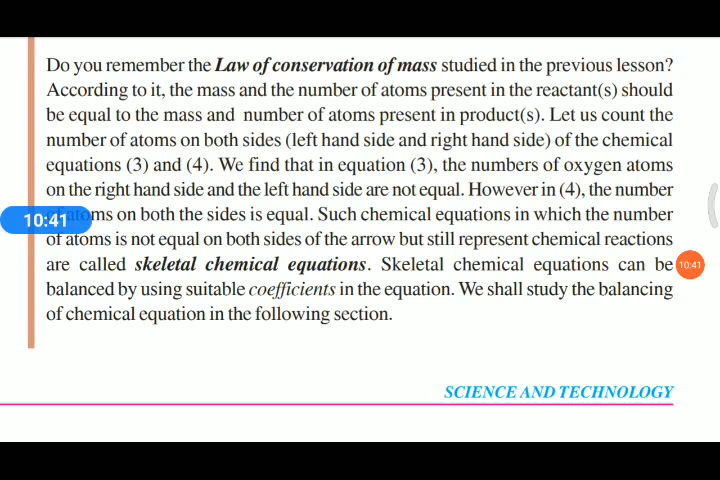 Do you remember the Law of conservation of mass studied in the previous lesson?
According to it, the mass and the number of atoms present in the reactant(s) should
be equal to the mass and number of atoms present in product(s). Let us count the
number of atoms on both sides (left hand side and right hand side) of the chemical
equations (3) and (4). We find that in equation (3), the numbers of oxygen atoms
on the right hand side and the left hand side are not equal. However in (4), the number
10:41 atoms on both the sides is equal. Such chemical equations in which the number
of atoms is not equal on both sides of the arrow but still represent chemical reactions
are called skeletal chemical equations. Skeletal chemical equations can be 10:41
balanced by using suitable coefficients in the equation. We shall study the balancing
of chemical equation in the following section.
SCIENCE AND TECHNOLOGY